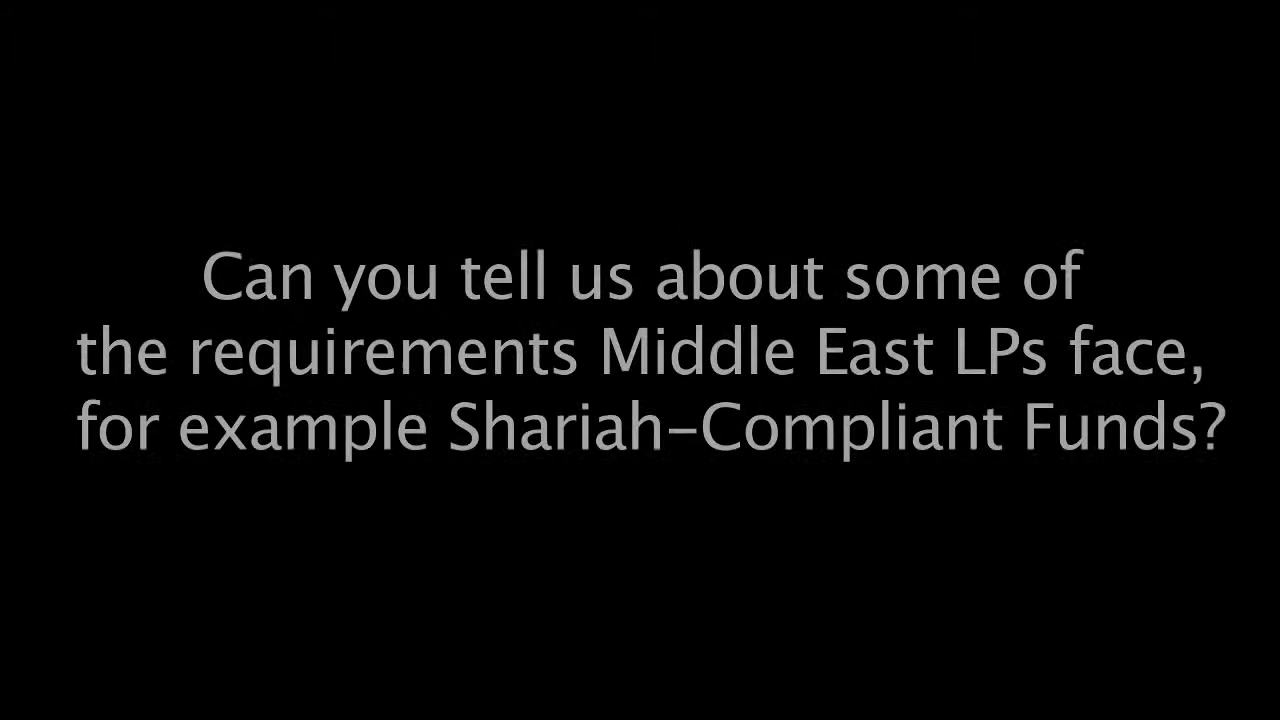 Can you tell us about some of
the requirements Middle East LPs face,
for example Shariah-Compliant Funds?